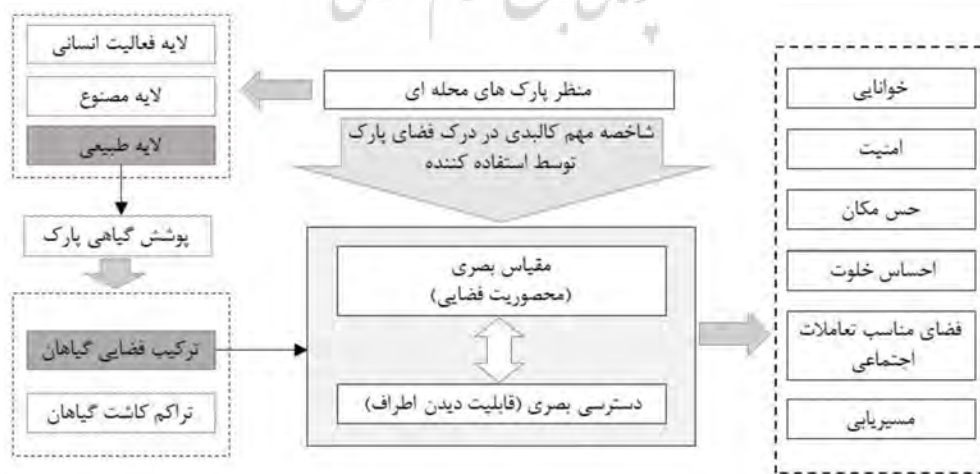 منظر پارک های محله ای
شاخصه مهم کالبدی در درک فضای پارک
توسط استفاده کننده
لایه فعالیت انسانی
لایه مصنوع
لایه طبیعی
پوشش گیاهی پارک
ترکیب فضایی گیاهان
تراکم کاشت گیاهان
مقیاس بصری
(محصوریت فضایی)
دسترسی بصری (قابلیت دیدن اطراف)
خوانایی
امنیت
حس مکان
احساس خلوت
فضای مناسب تعاملات
اجتماعی
مسیریابی